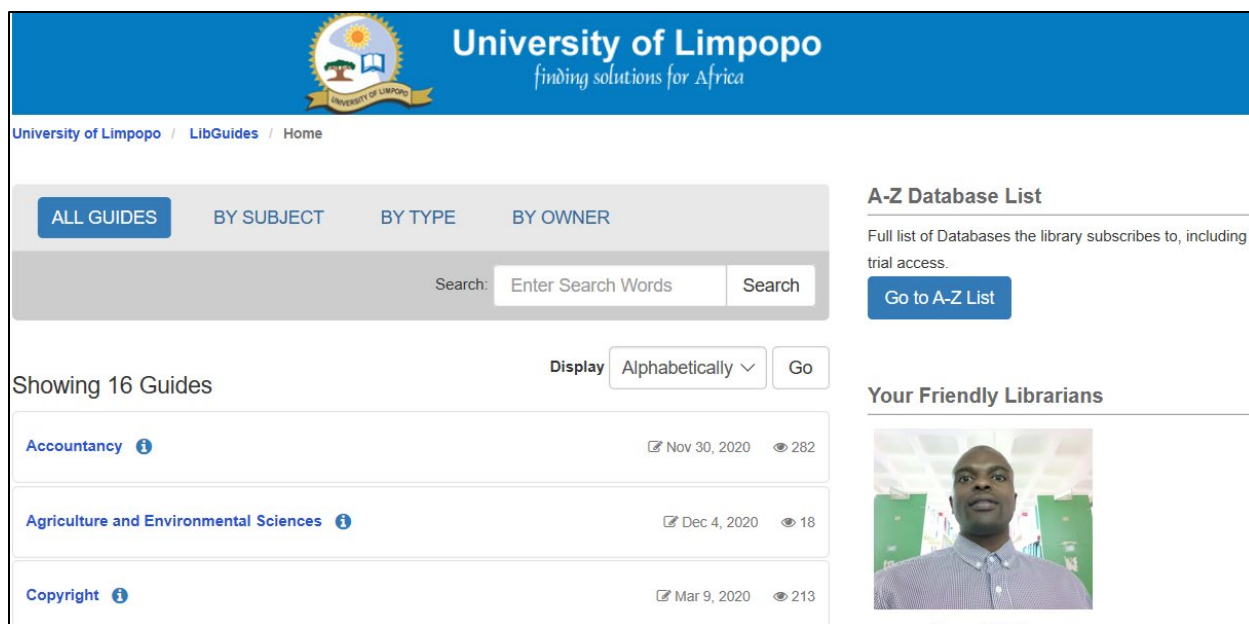 University of Limpopo
finding solutions for Africa
UNIVERSITY OF LIMPOPO
University of Limpopo / LibGuides / Home
ALL GUIDES BY SUBJECT BY TYPE BY OWNER
Search: Enter Search Words Search
Showing 16 Guides
Display Alphabetically Go
Accountancy Nov 30, 2020 282
Agriculture and Environmental Sciences Dec 4, 2020 18
Copyright Mar 9, 2020 213
A-Z Database List
Full list of Databases the library subscribes to, including
trial access.
Go to A-Z List
Your Friendly Librarians